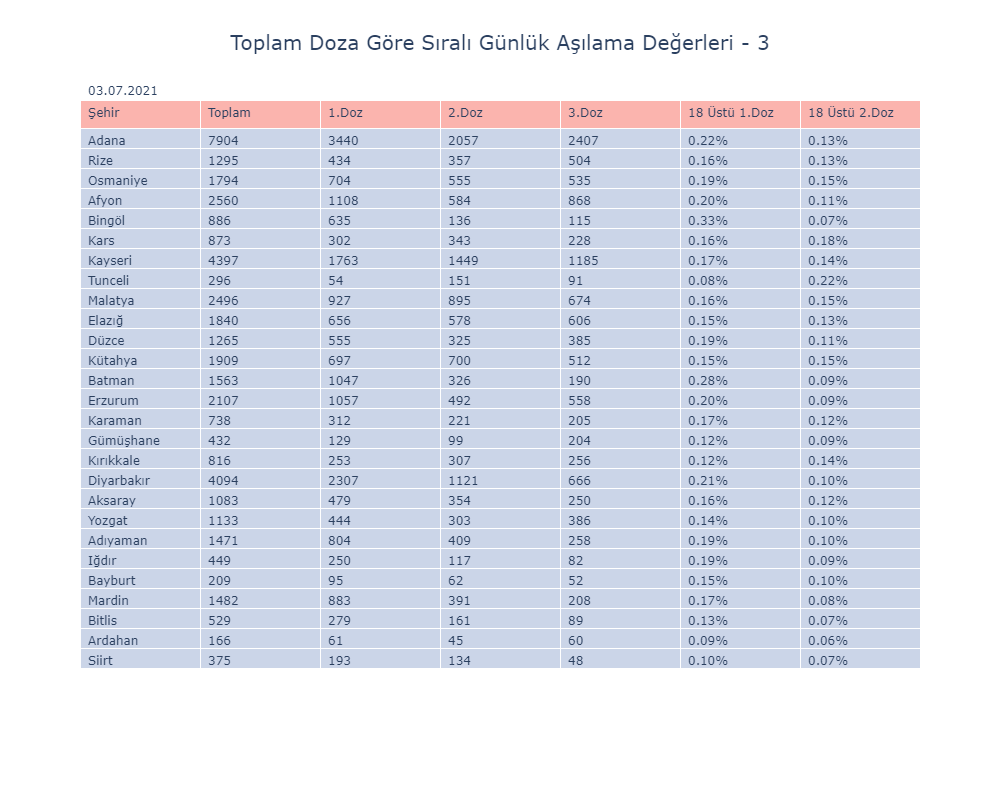 Toplam Doza Göre Sıralı Günlük Aşılama Değerleri - 3
03.07.2021
Şehir Toplam 1.Doz 2.Doz 3.Doz 18 Üstü 1.Doz 18 Üstü 2.Doz
Adana 7904 3440 2057 2407 0.22% 0.13%
Rize 1295 434 357 504 0.16% 0.13%
Osmaniye 1794 704 555 535 0.19% 0.15%
Afyon 2560 1108 584 868 0.20% 0.11%
Bingöl 886 635 136 115 0.33% 0.07%
Kars 873 302 343 228 0.16% 0.18%
Kayseri 4397 1763 1449 1185 0.17% 0.14%
Tunceli 296 54 151 91 0.08% 0.22%
Malatya 2496 927 895 674 0.16% 0.15%
Elazığ 1840 656 578 606 0.15% 0.13%
Düzce 1265 555 325 385 0.19% 0.11%
Kütahya 1909 697 700 512 0.15% 0.15%
Batman 1563 1047 326 190 0.28% 0.09%
Erzurum 2107 1057 492 558 0.20% 0.09%
Karaman 738 312 221 205 0.17% 0.12%
Gümüşhane 432 129 99 204 0.12% 0.09%
Kırıkkale 816 253 307 256 0.12% 0.14%
Diyarbakır 4094 2307 1121 666 0.21% 0.10%
Aksaray 1083 479 354 250 0.16% 0.12%
Yozgat 1133 444 303 386 0.14% 0.10%
Adıyaman 1471 804 409 258 0.19% 0.10%
Iğdır 449 250 117 82 0.19% 0.09%
Bayburt 209 95 62 52 0.15% 0.10%
Mardin 1482 883 391 208 0.17% 0.08%
Bitlis 529 279 161 89 0.13% 0.07%
Ardahan 166 61 45 60 0.09% 0.06%
Siirt 375 193 134 48 0.10% 0.07%